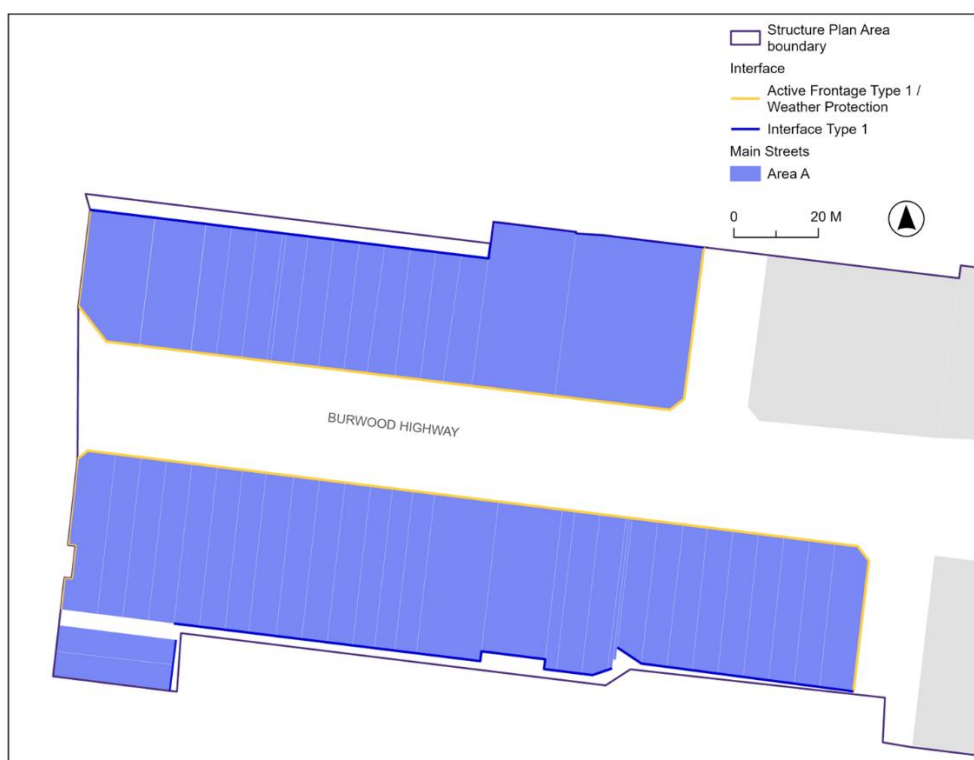 Structure Plan Area
boundary
Interface
Active Frontage Type 1 /
Weather Protection
Interface Type 1
Main Streets
Area A
0 20 M
BURWOOD HIGHWAY